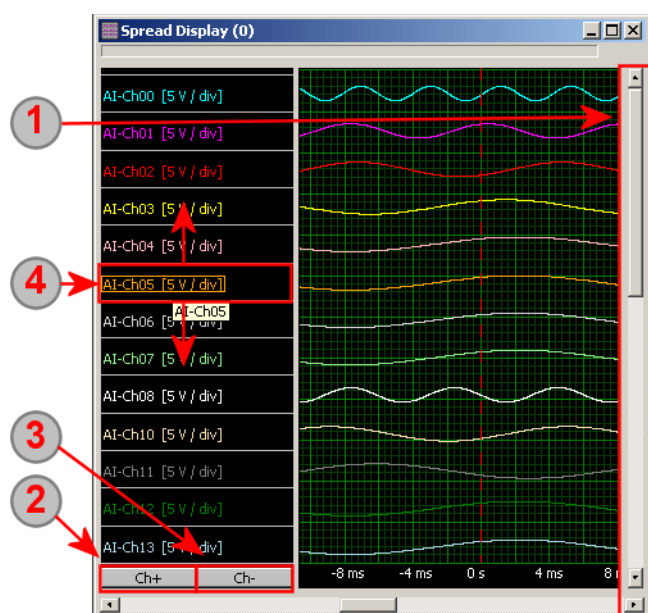 Spread Display (0)
AI-Ch00 [5 V / div]
1
AI-Ch01 [5 V / div]
AI-Ch02 [5 V / div]
AI-Ch03 [5 V / div]
AI-Ch04 [5 V / div]
4
AI-Ch05 [5 V / div]
AI-Ch05
AI-Ch06 [5 V / div]
AI-Ch07 [5 V / div]
AI-Ch08 [5 V / div]
3
AI-Ch10 [5 V / div]
AI-Ch11 [5 V / div]
2
AI-Ch12 [5 V / div]
AI-Ch13 [5 V / div]
Ch+ Ch- -8 ms -4 ms 0 s 4 ms 8